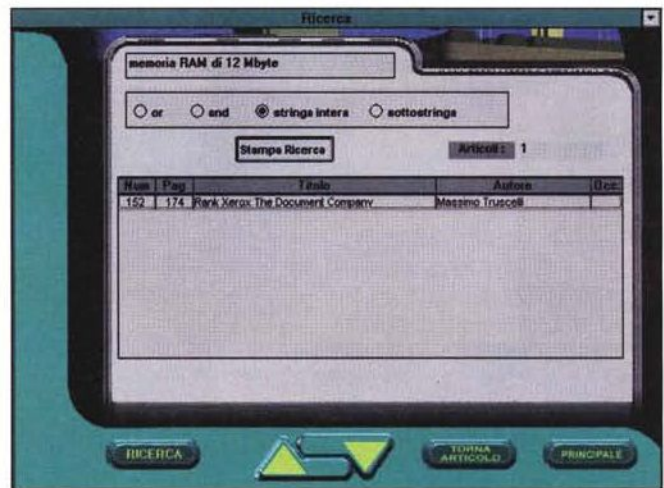 Ricerca
memoria RAM di 12 Mbyte
or and stringa intera sottostringa
Stampa Ricerca Articoli: 1
Num Pag Titolo Autore Occ.
152 174 Rank Xerox The Document Company Massimo Truscelli
RICERCA TORNA ARTICOLO PRINCIPALE